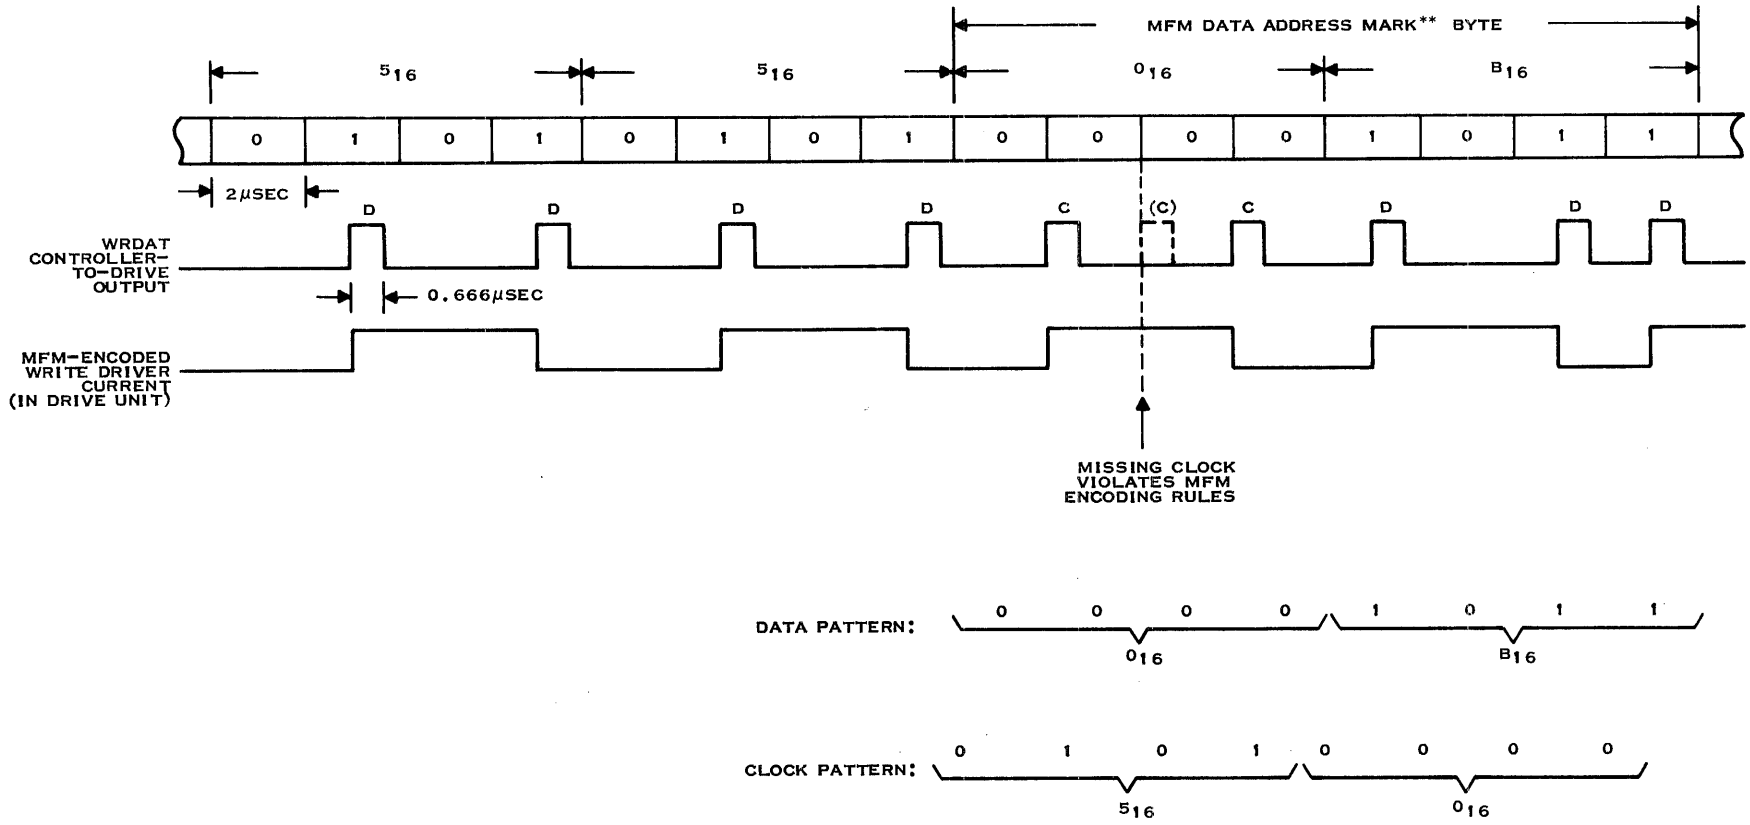 MFM DATA ADDRESS MARK** BYTE
5₁₆ 5₁₆ 0₁₆ B₁₆
0 1 0 1 0 1 0 1 0 0 0 0 1 0 1 1
2µSEC
D D D D C (C) C D D D
WRDAT
CONTROLLER-
TO-DRIVE
OUTPUT
0.666µSEC
MFM-ENCODED
WRITE DRIVER
CURRENT
(IN DRIVE UNIT)
MISSING CLOCK
VIOLATES MFM
ENCODING RULES
DATA PATTERN: 0 0 0 0 1 0 1 1
0₁₆ B₁₆
CLOCK PATTERN: 0 1 0 1 0 0 0 0
5₁₆ 0₁₆